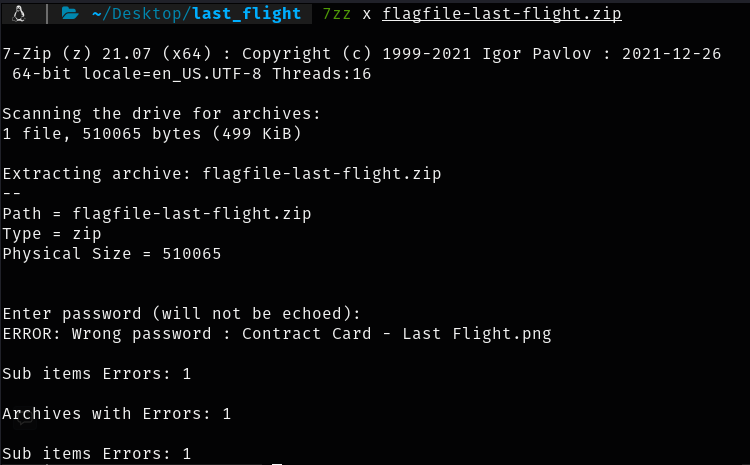 ~/Desktop/last_flight 7zz x flagfile-last-flight.zip
7-Zip (z) 21.07 (x64) : Copyright (c) 1999-2021 Igor Pavlov : 2021-12-26
64-bit locale=en_US.UTF-8 Threads:16
Scanning the drive for archives:
1 file, 510065 bytes (499 KiB)
Extracting archive: flagfile-last-flight.zip
--
Path = flagfile-last-flight.zip
Type = zip
Physical Size = 510065
Enter password (will not be echoed):
ERROR: Wrong password : Contract Card - Last Flight.png
Sub items Errors: 1
Archives with Errors: 1
Sub items Errors: 1